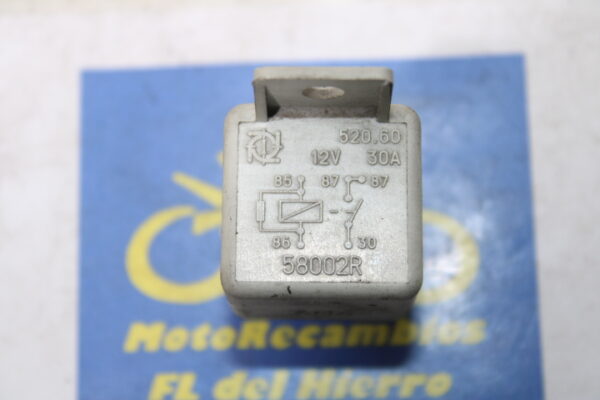 520.60
12V 30A
85 87 87
86 30
58002R
MotoRecambios
FL del Hierro